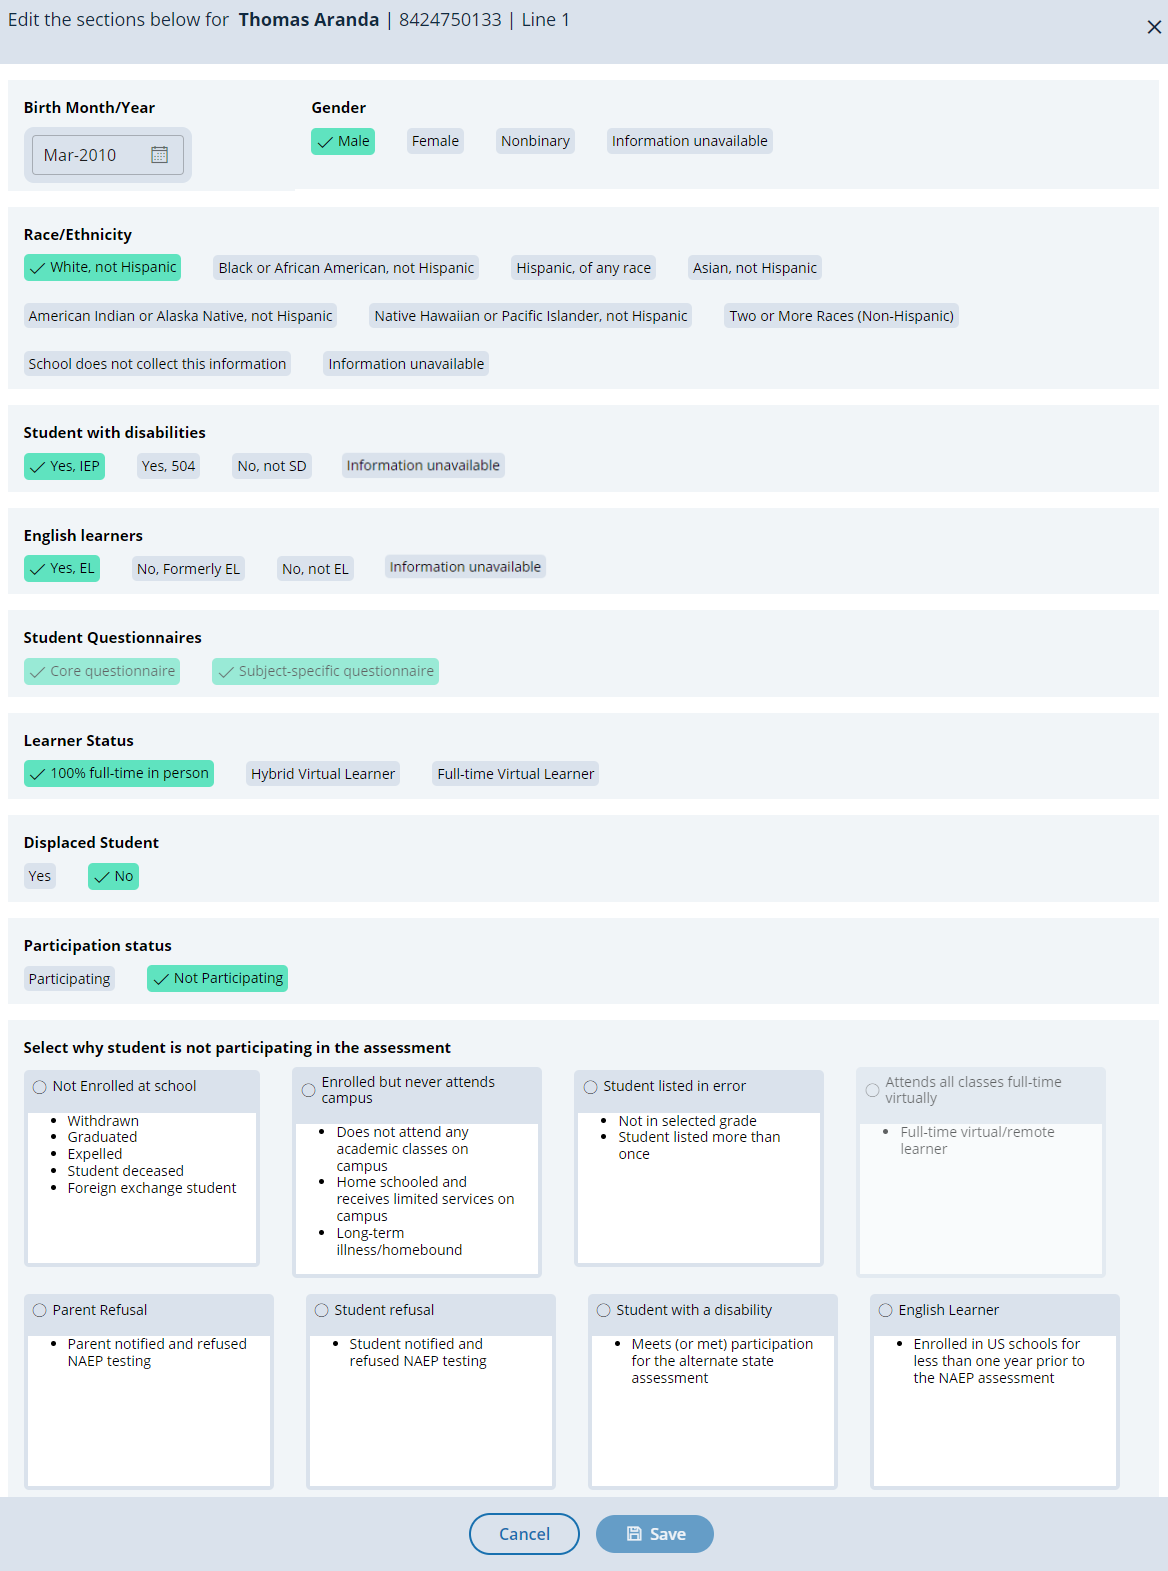 Edit the sections below for Thomas Aranda | 8424750133 | Line 1
Birth Month/Year
Mar-2010
Gender
Male Female Nonbinary Information unavailable
Race/Ethnicity
White, not Hispanic Black or African American, not Hispanic Hispanic, of any race Asian, not Hispanic
American Indian or Alaska Native, not Hispanic Native Hawaiian or Pacific Islander, not Hispanic Two or More Races (Non-Hispanic)
School does not collect this information Information unavailable
Student with disabilities
Yes, IEP Yes, 504 No, not SD Information unavailable
English learners
Yes, EL No, Formerly EL No, not EL Information unavailable
Student Questionnaires
Core questionnaire Subject-specific questionnaire
Learner Status
100% full-time in person Hybrid Virtual Learner Full-time Virtual Learner
Displaced Student
Yes No
Participation status
Participating Not Participating
Select why student is not participating in the assessment
Not Enrolled at school
• Withdrawn
• Graduated
• Expelled
• Student deceased
• Foreign exchange student
Enrolled but never attends
campus
• Does not attend any
academic classes on
campus
• Home schooled and
receives limited services on
campus
• Long-term
illness/homebound
Student listed in error
• Not in selected grade
• Student listed more than
once
Attends all classes full-time
virtually
• Full-time virtual/remote
learner
Parent Refusal
• Parent notified and refused
NAEP testing
Student refusal
• Student notified and
refused NAEP testing
Student with a disability
• Meets (or met) participation
for the alternate state
assessment
English Learner
• Enrolled in US schools for
less than one year prior to
the NAEP assessment
Cancel Save